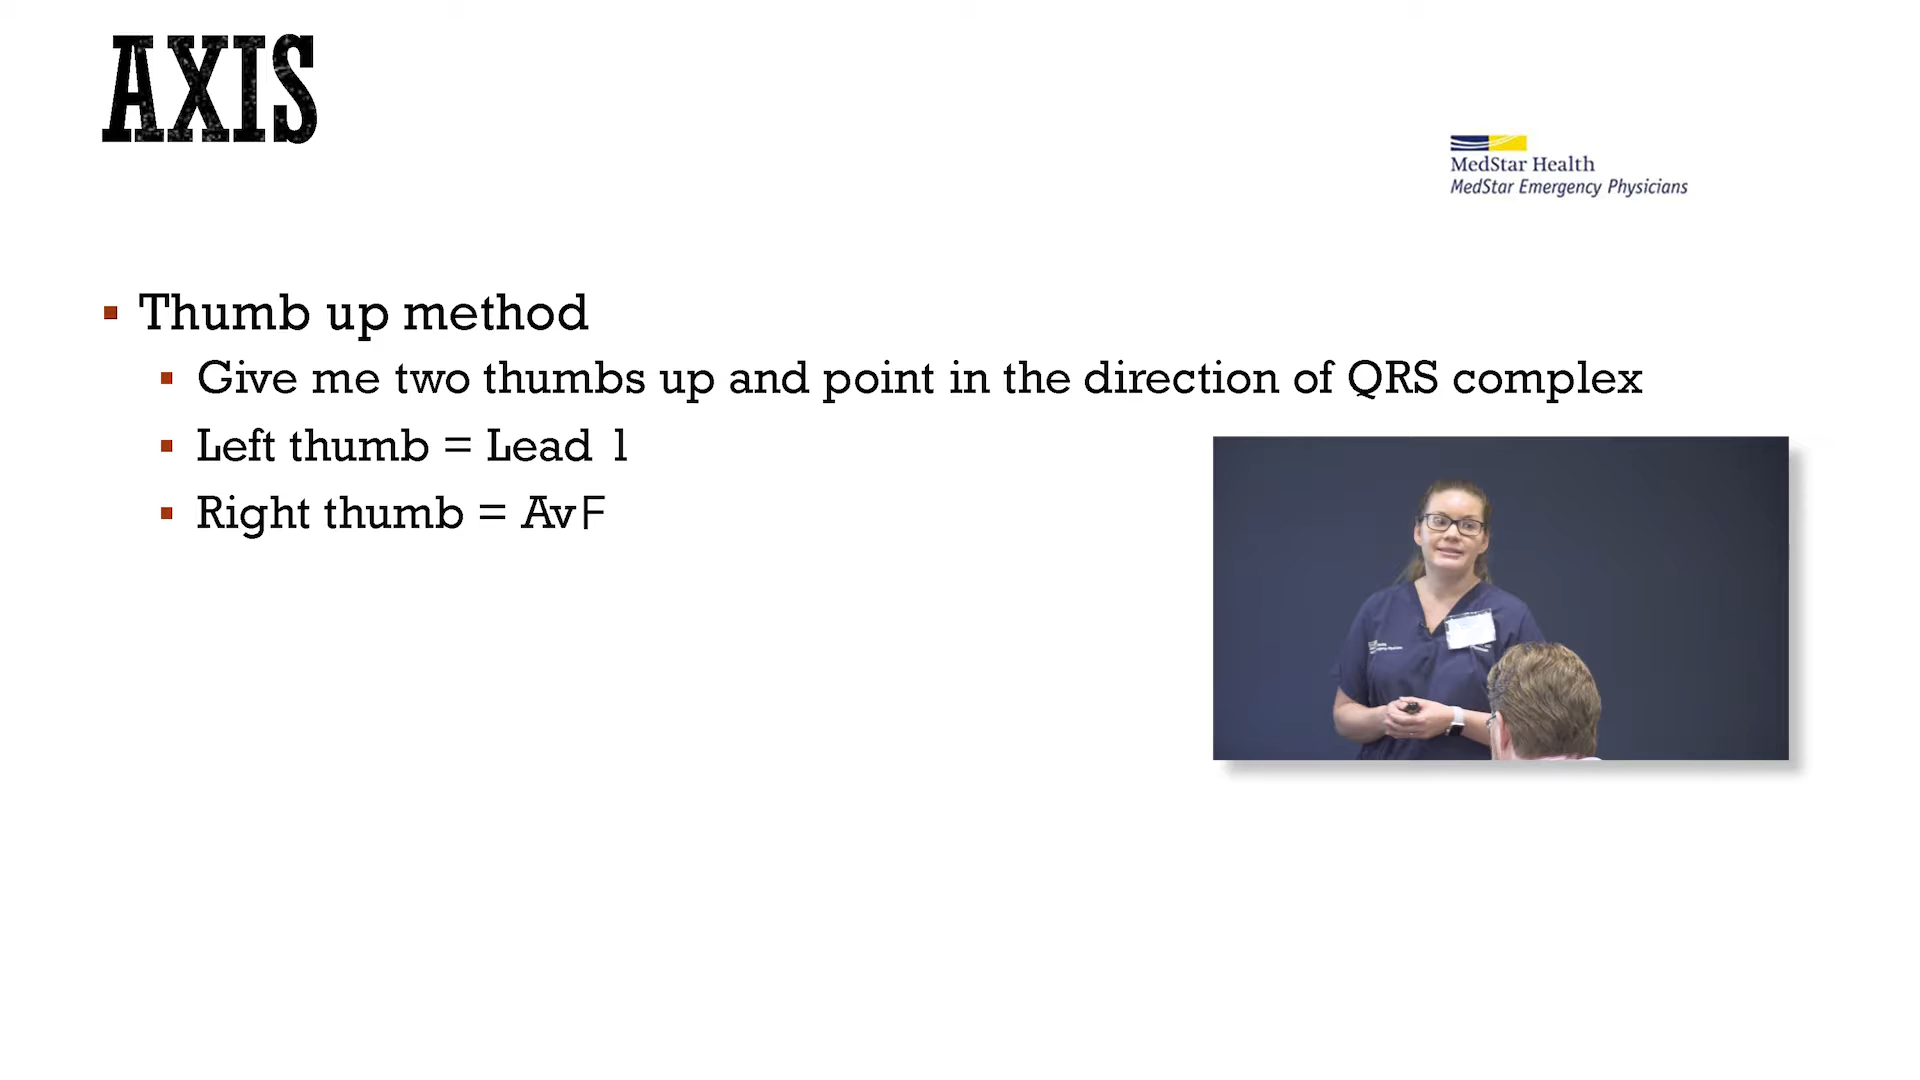 AXIS
MedStar Health
MedStar Emergency Physicians
Thumb up method
Give me two thumbs up and point in the direction of QRS complex
Left thumb = Lead 1
Right thumb = AvF